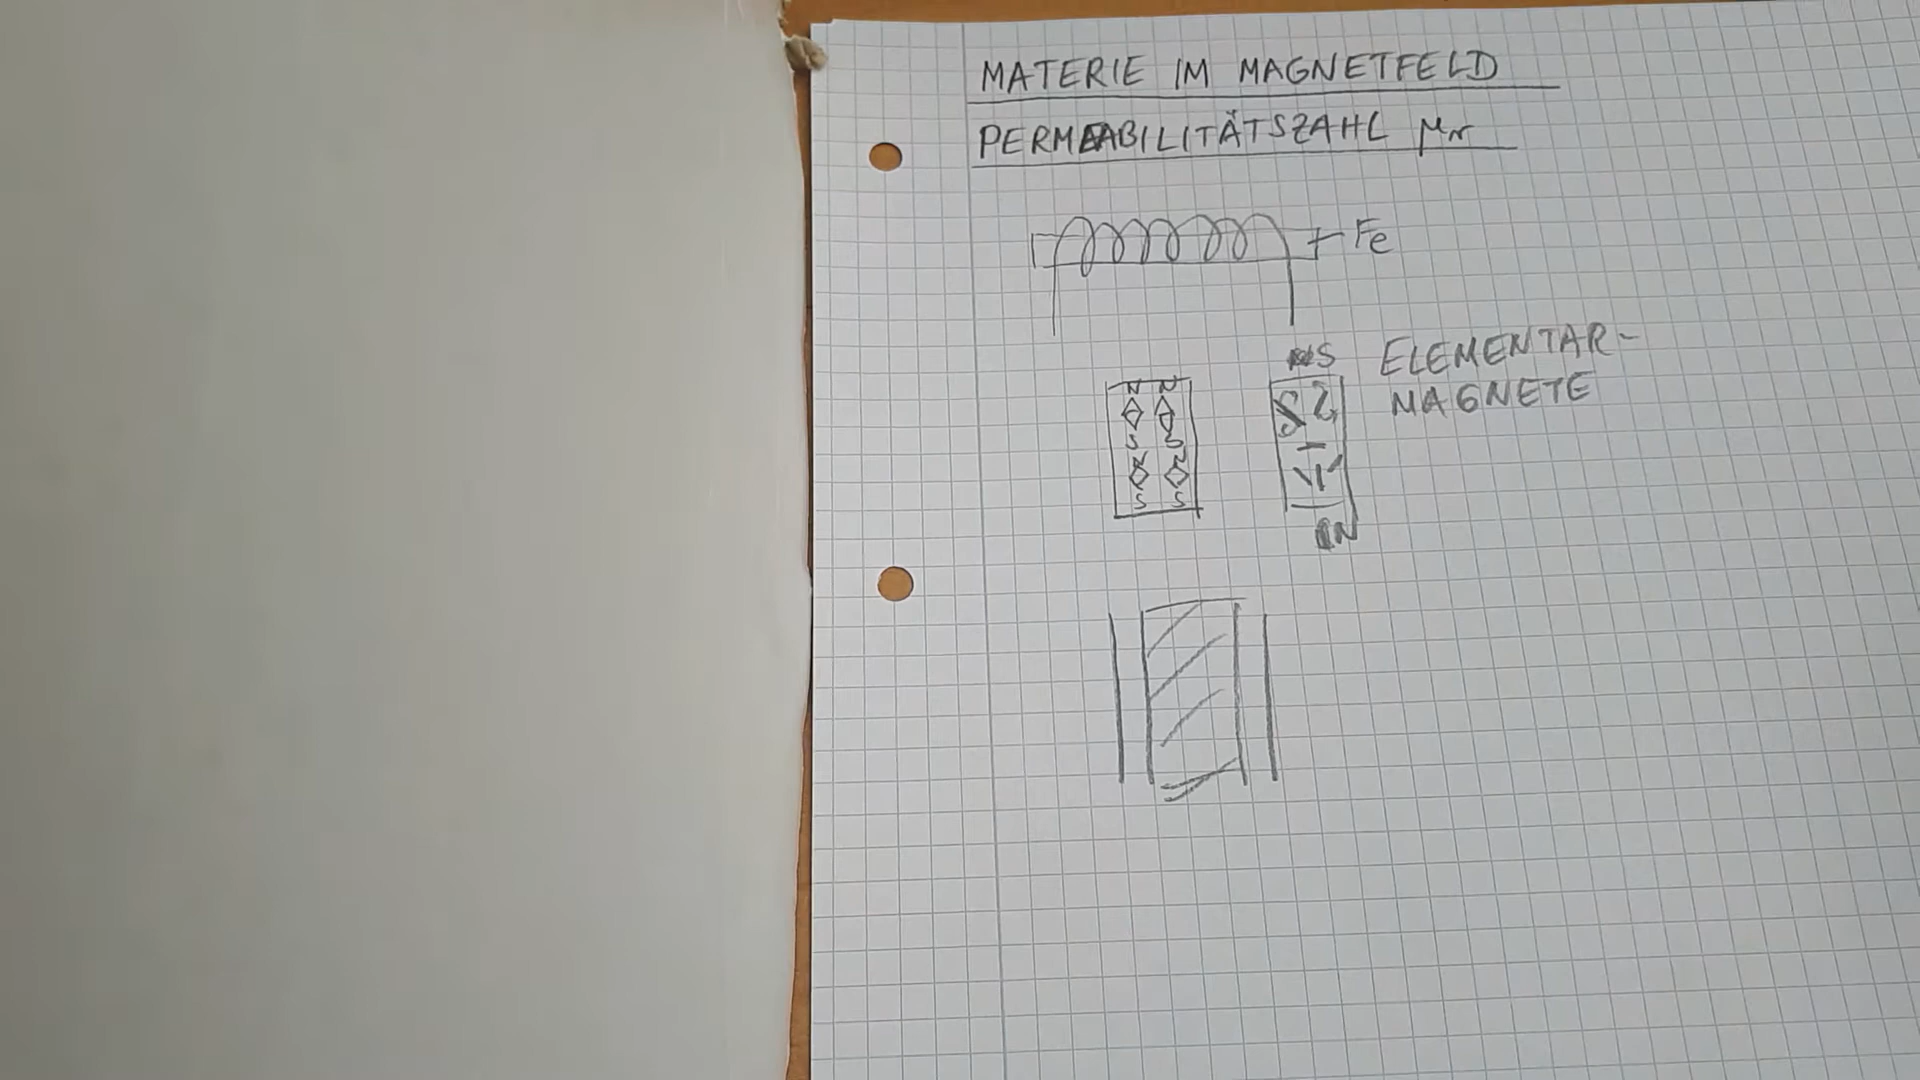 MATERIE IM MAGNETFELD
PERMEABILITÄTSZAHL μr
Fe
S ELEMENTAR-
MAGNETE
N N
S S
N N
S S
N